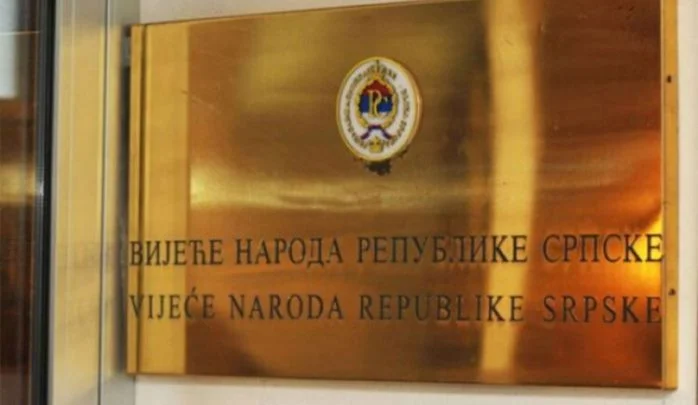 ВИЈЕЋЕ НАРОДА РЕПУБЛИКЕ СРПСКЕ
VIJEĆE NARODA REPUBLIKE SRPSKE